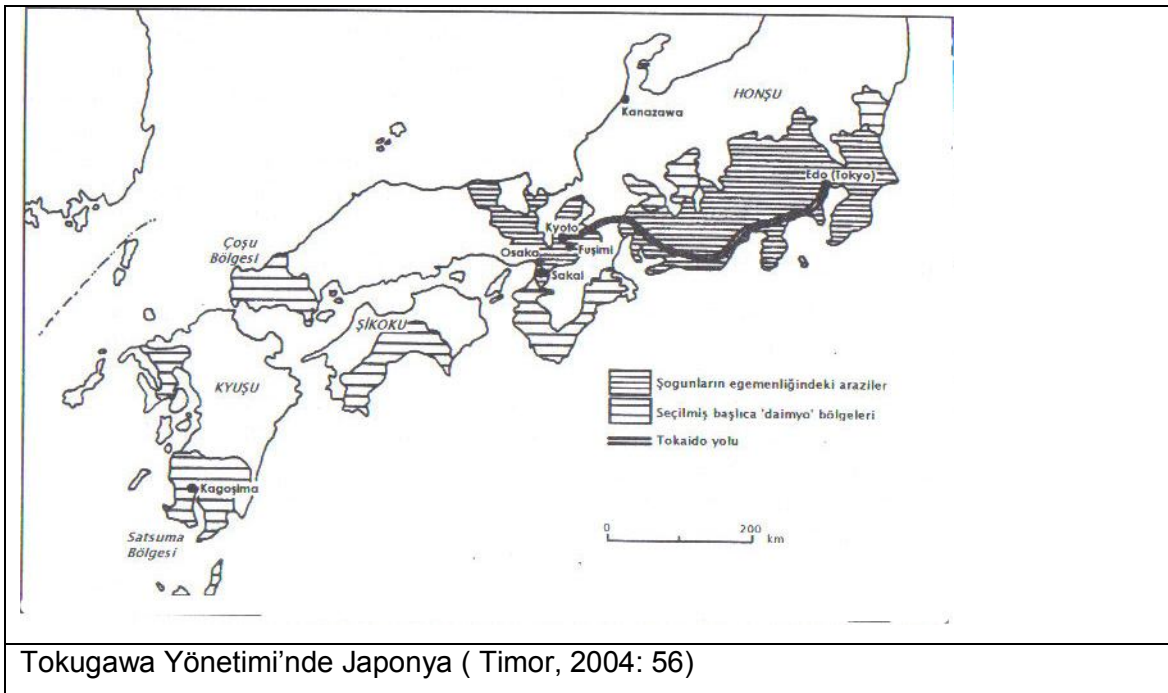 HONŞU
Kanazawa
Edo (Tokyo)
Kyoto
Çoşu
Bölgesi
Osaka
Fuşimi
Sakai
ŞİKOKU
KYUŞU
Şogunların egemenliğindeki araziler
Seçilmiş başlıca 'daimyo' bölgeleri
Tokaido yolu
Kagoşima
0 200
km
Satsuma
Bölgesi
Tokugawa Yönetimi’nde Japonya ( Timor, 2004: 56)